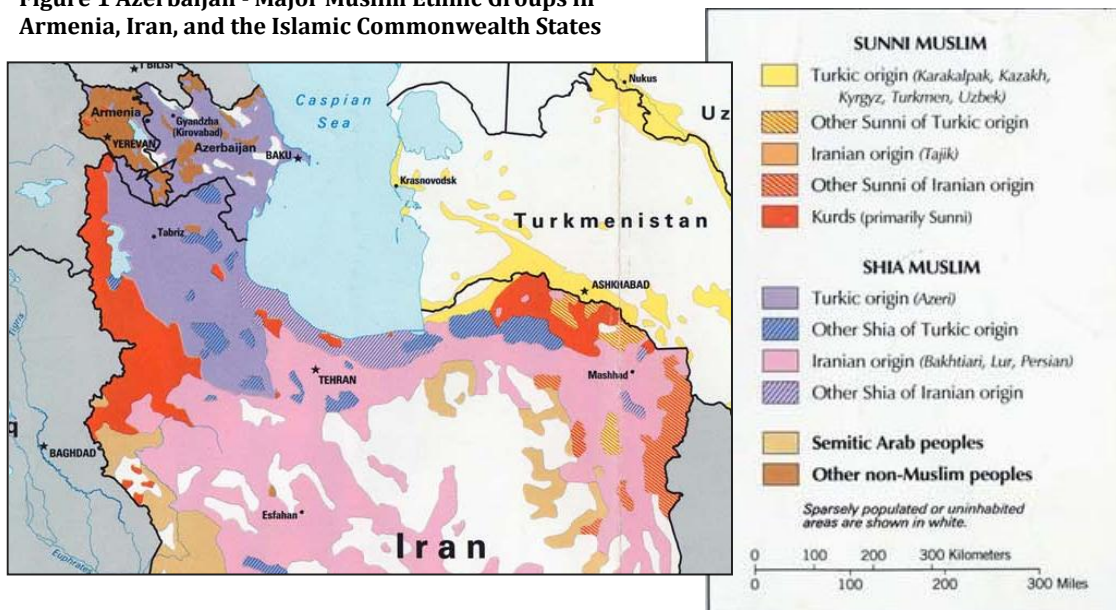 Figure 1 Azerbaijan - Major Muslim Ethnic Groups in
Armenia, Iran, and the Islamic Commonwealth States
T'BILISI
Armenia
YEREVAN
Gyandzha
(Kirovabad)
Azerbaijan
BAKU
Caspian
Sea
Nukus
Uz
Krasnovodsk
Turkmenistan
Tabriz
ASHKHABAD
Mashhad
TEHRAN
q
BAGHDAD
Tigris
Esfahan
Iran
Euphrates
SUNNI MUSLIM
Turkic origin (Karakalpak, Kazakh,
Kyrgyz, Turkmen, Uzbek)
Other Sunni of Turkic origin
Iranian origin (Tajik)
Other Sunni of Iranian origin
Kurds (primarily Sunni)
SHIA MUSLIM
Turkic origin (Azeri)
Other Shia of Turkic origin
Iranian origin (Bakhtiari, Lur, Persian)
Other Shia of Iranian origin
Semitic Arab peoples
Other non-Muslim peoples
Sparsely populated or uninhabited
areas are shown in white.
0 100 200 300 Kilometers
0 100 200 300 Miles